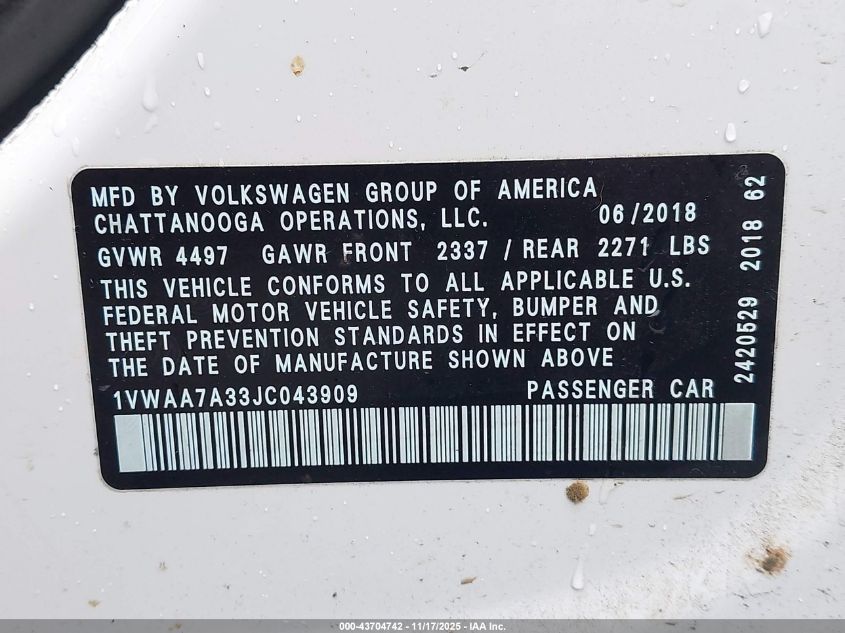 MFD BY VOLKSWAGEN GROUP OF AMERICA
CHATTANOOGA OPERATIONS, LLC. 06/2018
GVWR 4497 GAWR FRONT 2337 / REAR 2271 LBS
THIS VEHICLE CONFORMS TO ALL APPLICABLE U.S.
FEDERAL MOTOR VEHICLE SAFETY, BUMPER AND
THEFT PREVENTION STANDARDS IN EFFECT ON
THE DATE OF MANUFACTURE SHOWN ABOVE
1VWAA7A33JC043909 PASSENGER CAR
2420529 2018 62
000-43704742 - 11/17/2025 - IAA Inc.